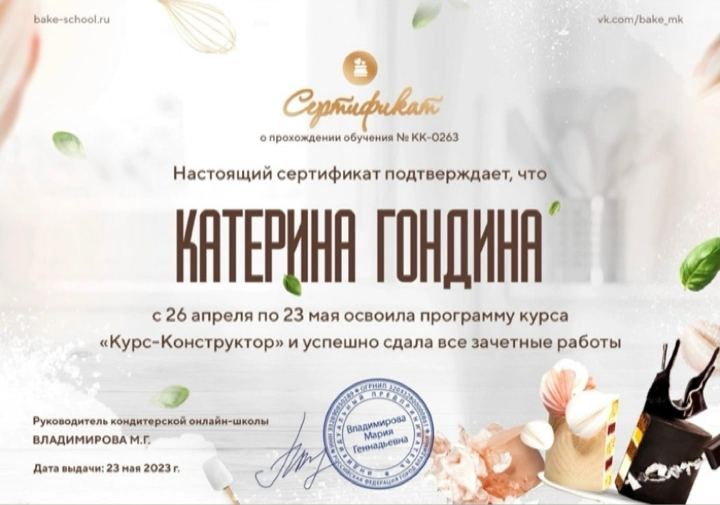 bake-school.ru
vk.com/bake_mk
Сертификат
о прохождении обучения № КК-0263
Настоящий сертификат подтверждает, что
КАТЕРИНА ГОНДИНА
с 26 апреля по 23 мая освоила программу курса
«Курс-Конструктор» и успешно сдала все зачетные работы
Руководитель кондитерской онлайн-школы
ВЛАДИМИРОВА М.Г.
Дата выдачи: 23 мая 2023 г.
ИНДИВИДУАЛЬНЫЙ ПРЕДПРИНИМАТЕЛЬ
Владимирова
Мария
Геннадьевна